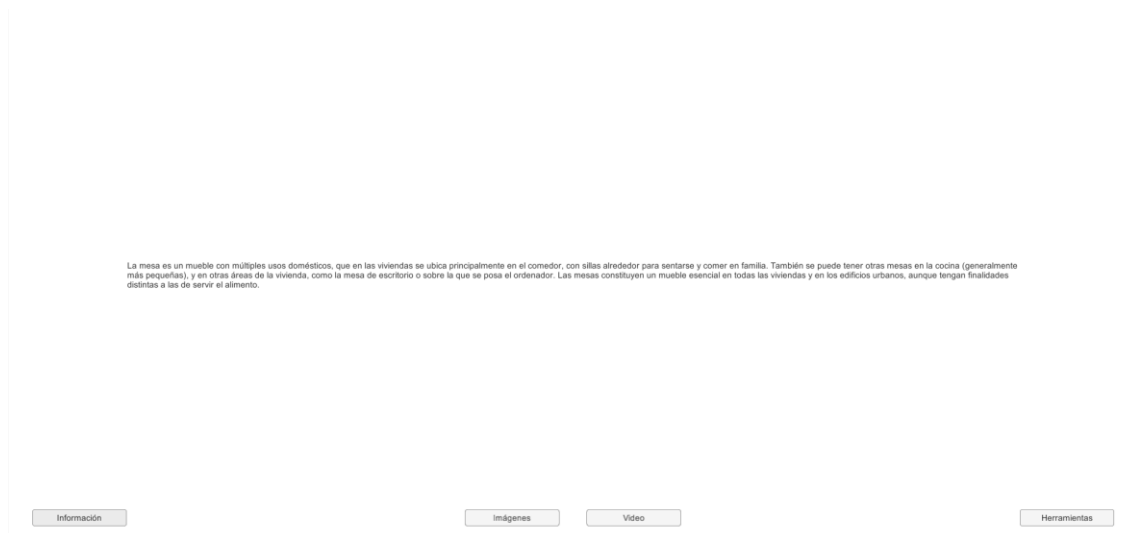 La mesa es un mueble con múltiples usos domésticos, que en las viviendas se ubica principalmente en el comedor, con sillas alrededor para sentarse y comer en familia. También se puede tener otras mesas en la cocina (generalmente
más pequeñas), y en otras áreas de la vivienda, como la mesa de escritorio o sobre la que se posa el ordenador. Las mesas constituyen un mueble esencial en todas las viviendas y en los edificios urbanos, aunque tengan finalidades
distintas a las de servir el alimento.
Información
Imágenes
Video
Herramientas